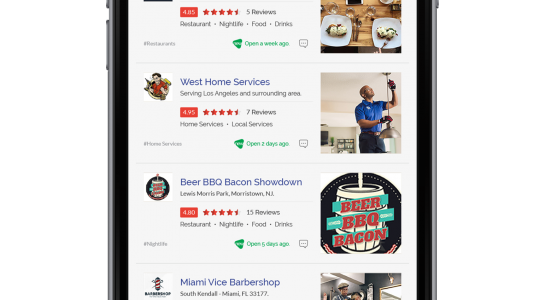 4.85 5 Reviews
Restaurant • Nightlife • Food • Drinks
#Restaurants Open a week ago
West Home Services
Serving Los Angeles and surrounding area.
4.95 7 Reviews
Home Services • Local Services
#Home Services Open 2 days ago
Beer BBQ Bacon Showdown
Lewis Morris Park, Morristown, NJ.
4.80 15 Reviews
Restaurant • Nightlife • Food • Drinks
#Nightlife Open 5 days ago
BEER
BBQ
BACON
Miami Vice Barbershop
BARBERSHOP
South Kendall - Miami, FL 33177.